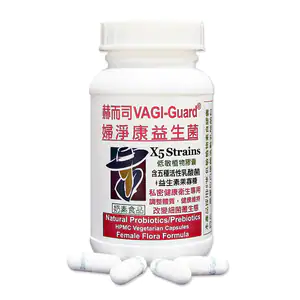 赫而司VAGI-Guard®
婦淨康益生菌
X5 Strains
低敏植物膠囊
含五種活性乳酸菌
+益生素果寡糖
私密健康衛生專用
調整體質，健康維持
改變細菌叢生態
奶素食品
Natural Probiotics/Prebiotics
HPMC Vegetarian Capsules
Female Flora Formula